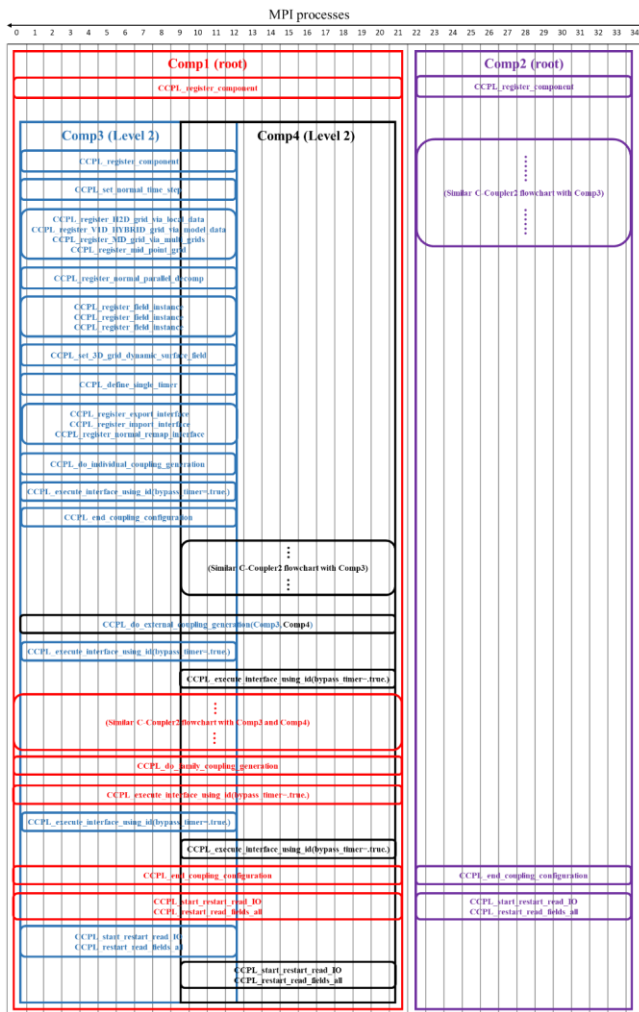 MPI processes
0 1 2 3 4 5 6 7 8 9 10 11 12 13 14 15 16 17 18 19 20 21 22 23 24 25 26 27 28 29 30 31 32 33 34
Comp1 (root)
Comp2 (root)
CCPL_register_component
CCPL_register_component
Comp3 (Level 2)
Comp4 (Level 2)
CCPL_register_component
CCPL_set_normal_time_step
(Similar C-Coupler2 flowchart with Comp3)
CCPL_register_H2D_grid_via_local_data
CCPL_register_V1D_HYBRID_grid_via_model_data
CCPL_register_MD_grid_via_multi_grids
CCPL_register_mid_point_grid
CCPL_register_normal_parallel_decomp
CCPL_register_field_instance
CCPL_register_field_instance
CCPL_register_field_instance
CCPL_set_3D_grid_dynamic_surface_field
CCPL_define_single_timer
CCPL_register_export_interface
CCPL_register_import_interface
CCPL_register_normal_remap_interface
CCPL_do_individual_coupling_generation
CCPL_execute_interface_using_id(bypass_timer=.true.)
CCPL_end_coupling_configuration
(Similar C-Coupler2 flowchart with Comp3)
CCPL_do_external_coupling_generation(Comp3, Comp4)
CCPL_execute_interface_using_id(bypass_timer=.true.)
CCPL_execute_interface_using_id(bypass_timer=.true.)
(Similar C-Coupler2 flowchart with Comp3 and Comp4)
CCPL_do_family_coupling_generation
CCPL_execute_interface_using_id(bypass_timer=.true.)
CCPL_execute_interface_using_id(bypass_timer=.true.)
CCPL_execute_interface_using_id(bypass_timer=.true.)
CCPL_end_coupling_configuration
CCPL_end_coupling_configuration
CCPL_start_restart_read_IO
CCPL_restart_read_fields_all
CCPL_start_restart_read_IO
CCPL_restart_read_fields_all
CCPL_start_restart_read_IO
CCPL_restart_read_fields_all
CCPL_start_restart_read_IO
CCPL_restart_read_fields_all